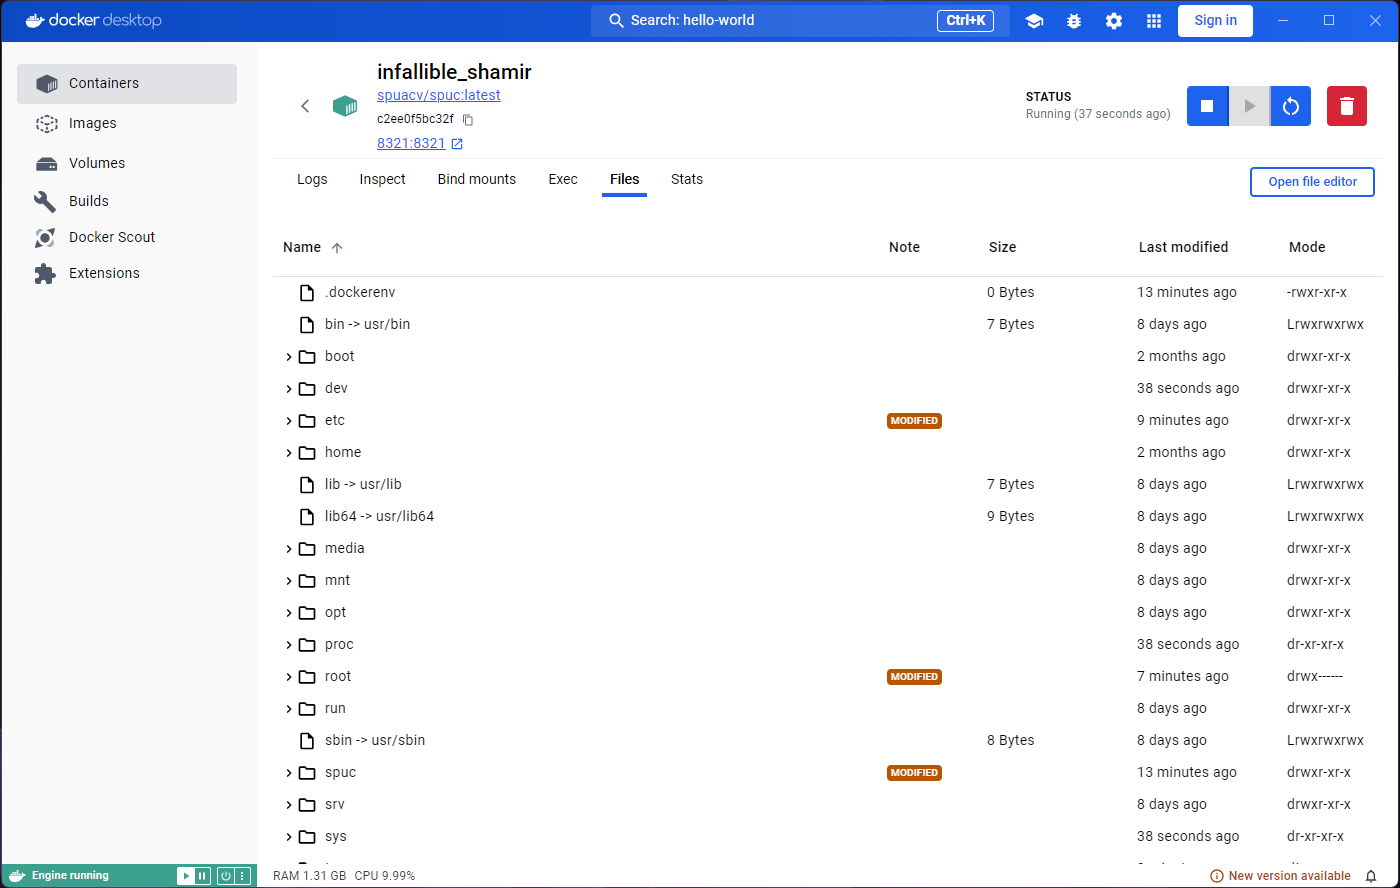 docker desktop
Search: hello-world
Ctrl+K
Sign in
Containers
Images
Volumes
Builds
Docker Scout
Extensions
infallible_shamir
spuacv/spuc:latest
c2ee0f5bc32f
8321:8321
STATUS
Running (37 seconds ago)
Logs Inspect Bind mounts Exec Files Stats
Open file editor
Name Note Size Last modified Mode
.dockerenv 0 Bytes 13 minutes ago -rwxr-xr-x
bin -> usr/bin 7 Bytes 8 days ago Lrwxrwxrwx
boot 2 months ago drwxr-xr-x
dev 38 seconds ago drwxr-xr-x
etc MODIFIED 9 minutes ago drwxr-xr-x
home 2 months ago drwxr-xr-x
lib -> usr/lib 7 Bytes 8 days ago Lrwxrwxrwx
lib64 -> usr/lib64 9 Bytes 8 days ago Lrwxrwxrwx
media 8 days ago drwxr-xr-x
mnt 8 days ago drwxr-xr-x
opt 8 days ago drwxr-xr-x
proc 38 seconds ago dr-xr-xr-x
root MODIFIED 7 minutes ago drwx------
run 8 days ago drwxr-xr-x
sbin -> usr/sbin 8 Bytes 8 days ago Lrwxrwxrwx
spuc MODIFIED 13 minutes ago drwxr-xr-x
srv 8 days ago drwxr-xr-x
sys 38 seconds ago dr-xr-xr-x
Engine running
RAM 1.31 GB CPU 9.99%
New version available